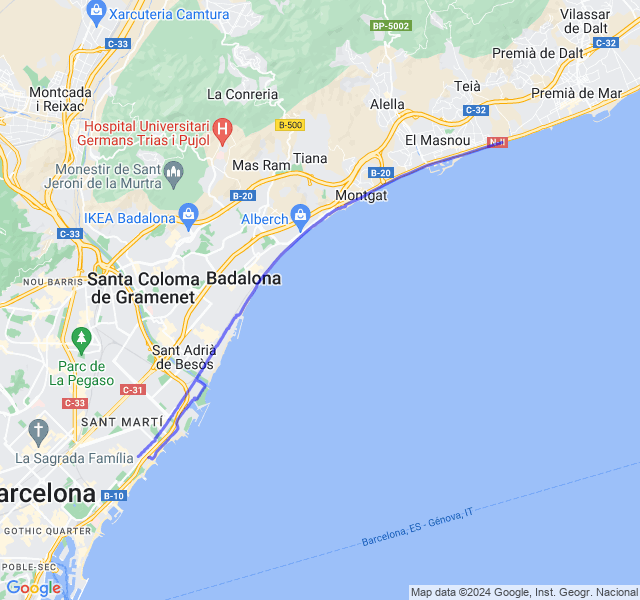 Xarcuteria Camtura
C-33
Vilassar
de Dalt
BP-5002
C-32
Premià de Dalt
Montcada
i Reixac
La Conreria
Teià
Premià de Mar
Alella
C-32
Hospital Universitari
Germans Trias i Pujol
B-500
El Masnou
N-II
Mas Ram
Tiana
Monestir de Sant
Jeroni de la Murtra
B-20
B-20
Montgat
IKEA Badalona
Alberch
C-33
NOU BARRIS
Santa Coloma
de Gramenet
Badalona
Sant Adrià
de Besòs
Parc de
La Pegaso
C-31
C-33
SANT MARTÍ
La Sagrada Família
arcelona
B-10
GOTHIC QUARTER
Barcelona, ES - Gênova, IT
POBLE-SEC
Google
Map data ©2024 Google, Inst. Geogr. Nacional